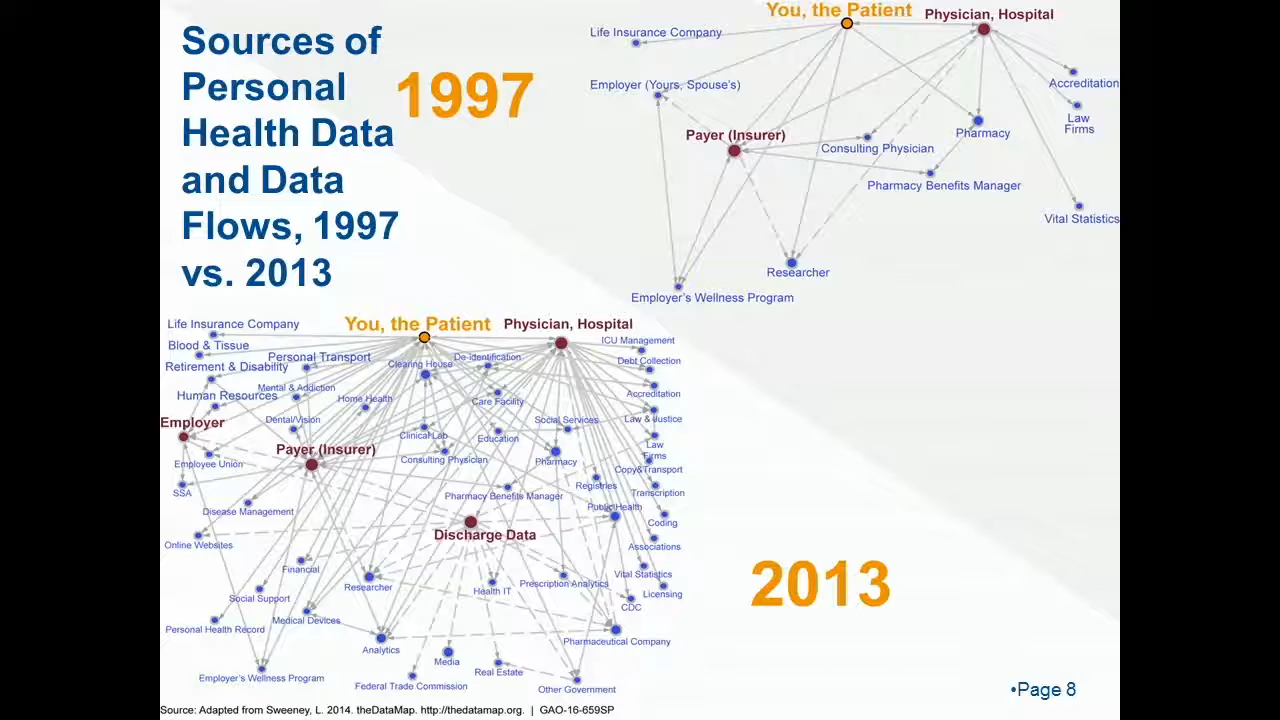 Sources of
Personal
Health Data
and Data
Flows, 1997
vs. 2013
1997
You, the Patient
Physician, Hospital
Life Insurance Company
Employer (Yours, Spouse's)
Accreditation
Law
Firms
Payer (Insurer)
Pharmacy
Consulting Physician
Pharmacy Benefits Manager
Vital Statistics
Researcher
Employer's Wellness Program
Life Insurance Company
You, the Patient
Physician, Hospital
Blood & Tissue
ICU Management
Retirement & Disability
Personal Transport
Clearing House
De-identification
Debt Collection
Human Resources
Mental & Addiction
Home Health
Care Facility
Accreditation
Employer
Dental/Vision
Social Services
Law & Justice
Clinical Lab
Education
Law
Firms
Payer (Insurer)
Employee Union
Consulting Physician
Pharmacy
Copy&Transport
SSA
Registries
Transcription
Pharmacy Benefits Manager
Disease Management
Public Health
Coding
Discharge Data
Online Websites
Associations
Financial
Researcher
Health IT
Prescription Analytics
Vital Statistics
Licensing
Social Support
CDC
Personal Health Record
Medical Devices
Pharmaceutical Company
Analytics
Media
Employer's Wellness Program
Real Estate
Federal Trade Commission
Other Government
2013
•Page 8
Source: Adapted from Sweeney, L. 2014. theDataMap. http://thedatamap.org. | GAO-16-659SP